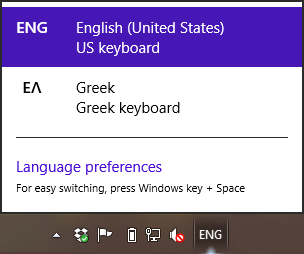 ENG English (United States)
US keyboard
ΕΛ Greek
Greek keyboard
Language preferences
For easy switching, press Windows key + Space
ENG